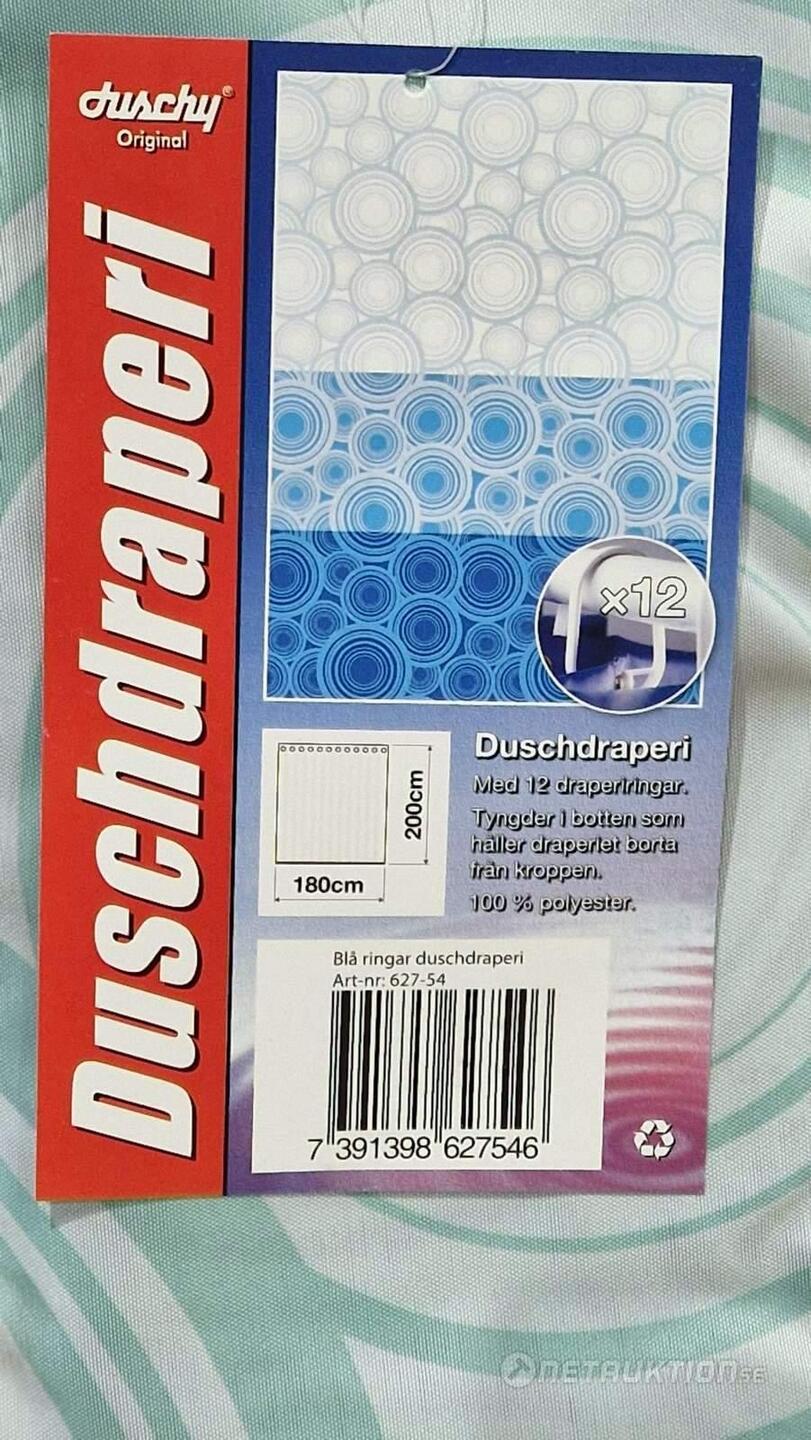 duschy®
Original
Duschdraperi
x12
200cm
180cm
Duschdraperi
Med 12 draperiringar.
Tyngder i botten som
håller draperiet borta
från kroppen.
100 % polyester.
Blå ringar duschdraperi
Art-nr: 627-54
7 391398 627546
NETAUKTION.SE